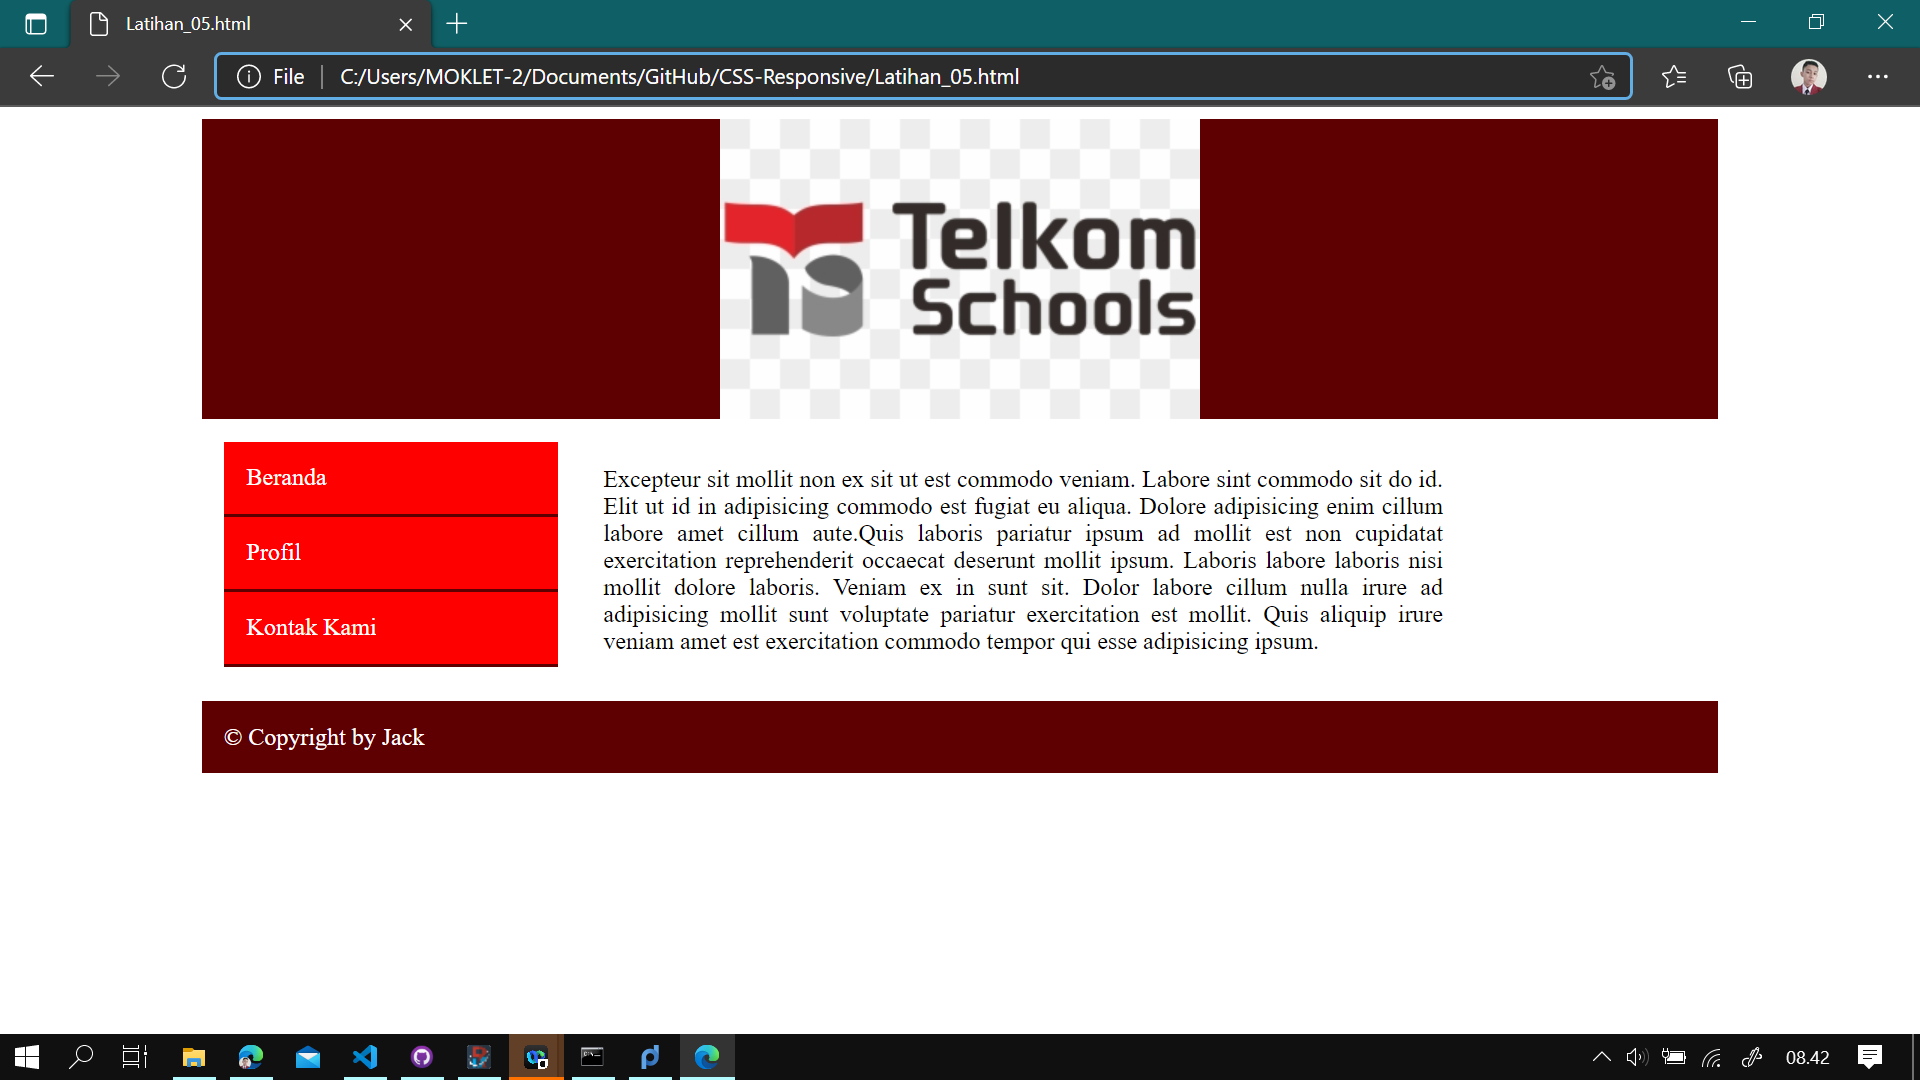 Latihan_05.html
File
C:/Users/MOKLET-2/Documents/GitHub/CSS-Responsive/Latihan_05.html
Telkom
Schools
Beranda
Profil
Kontak Kami
Excepteur sit mollit non ex sit ut est commodo veniam. Labore sint commodo sit do id.
Elit ut id in adipisicing commodo est fugiat eu aliqua. Dolore adipisicing enim cillum
labore amet cillum aute.Quis laboris pariatur ipsum ad mollit est non cupidatat
exercitation reprehenderit occaecat deserunt mollit ipsum. Laboris labore laboris nisi
mollit dolore laboris. Veniam ex in sunt sit. Dolor labore cillum nulla irure ad
adipisicing mollit sunt voluptate pariatur exercitation est mollit. Quis aliquip irure
veniam amet est exercitation commodo tempor qui esse adipisicing ipsum.
© Copyright by Jack
08.42